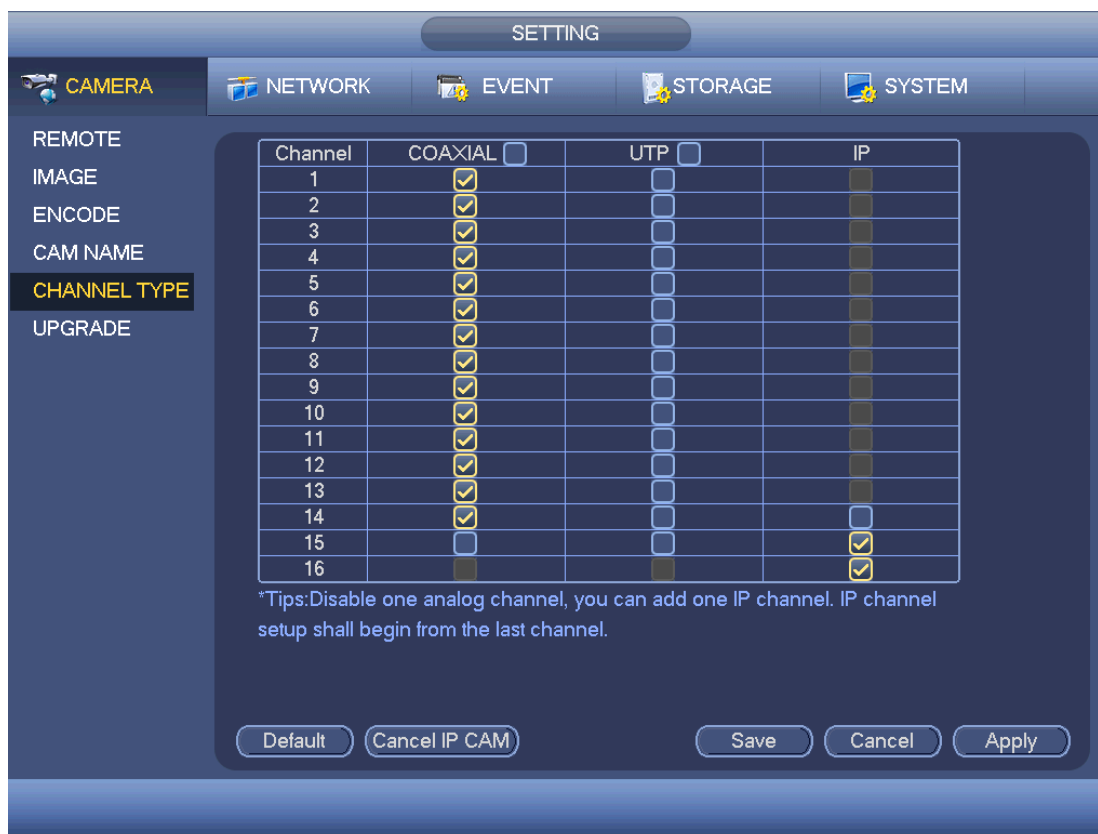 SETTING
CAMERA NETWORK EVENT STORAGE SYSTEM
REMOTE
IMAGE
ENCODE
CAM NAME
CHANNEL TYPE
UPGRADE
Channel COAXIAL UTP IP
1
2
3
4
5
6
7
8
9
10
11
12
13
14
15
16
*Tips:Disable one analog channel, you can add one IP channel. IP channel
setup shall begin from the last channel.
Default Cancel IP CAM Save Cancel Apply